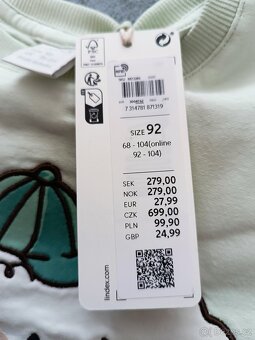 FSC
7 314781 871319
SIZE 92
68 - 104(online
92 - 104)
SEK 279,00
NOK 279,00
EUR 27,99
CZK 699,00
PLN 99,90
GBP 24,99
lindex.com